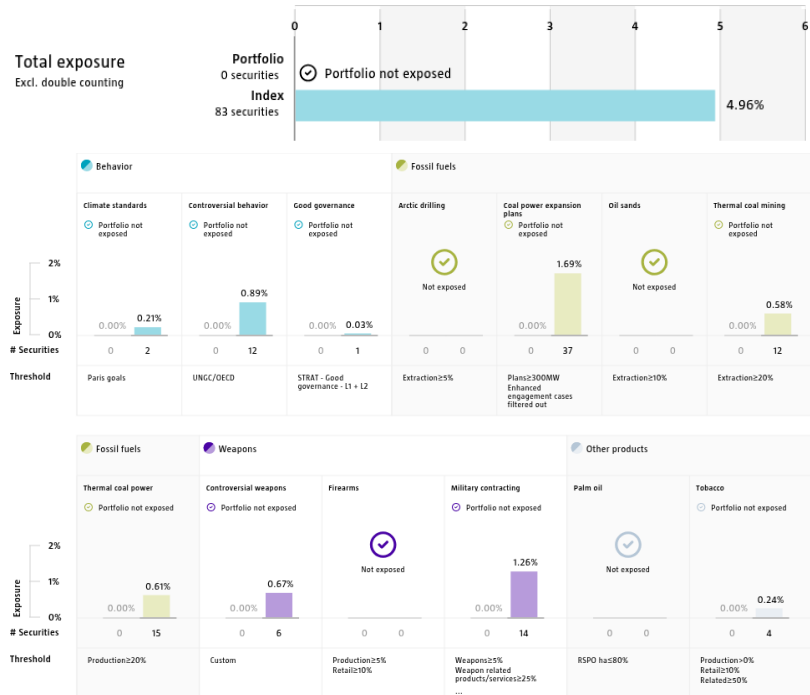 0 1 2 3 4 5 6
Total exposure
Excl. double counting
Portfolio
0 securities
Portfolio not exposed
Index
83 securities
4.96%
Behavior
Fossil fuels
Climate standards
Portfolio not
exposed
Controversial behavior
Portfolio not
exposed
Good governance
Portfolio not
exposed
Arctic drilling
Not exposed
Coal power expansion
plans
Portfolio not
exposed
Oil sands
Not exposed
Thermal coal mining
Portfolio not
exposed
Exposure
2%
1%
0%
0.00% 0.21%
0.00% 0.89%
0.00% 0.03%
0.00% 1.69%
0.00% 0.58%
# Securities 0 2 0 12 0 1 0 0 0 37 0 0 0 12
Threshold
Paris goals
UNGC/OECD
STRAT - Good
governance - L1 + L2
Extraction≥5%
Plans≥300MW
Enhanced
engagement cases
filtered out
Extraction≥10%
Extraction≥20%
Fossil fuels
Weapons
Other products
Thermal coal power
Portfolio not exposed
Controversial weapons
Portfolio not exposed
Firearms
Not exposed
Military contracting
Portfolio not exposed
Palm oil
Not exposed
Tobacco
Portfolio not exposed
Exposure
2%
1%
0%
0.00% 0.61%
0.00% 0.67%
0.00% 1.26%
0.00% 0.24%
# Securities 0 15 0 6 0 0 0 14 0 0 0 4
Threshold
Production≥20%
Custom
Production≥5%
Retail≥10%
Weapons≥5%
Weapon related
products/services≥25%
...
RSPO ha≤80%
Production>0%
Retail≥10%
Related≥50%